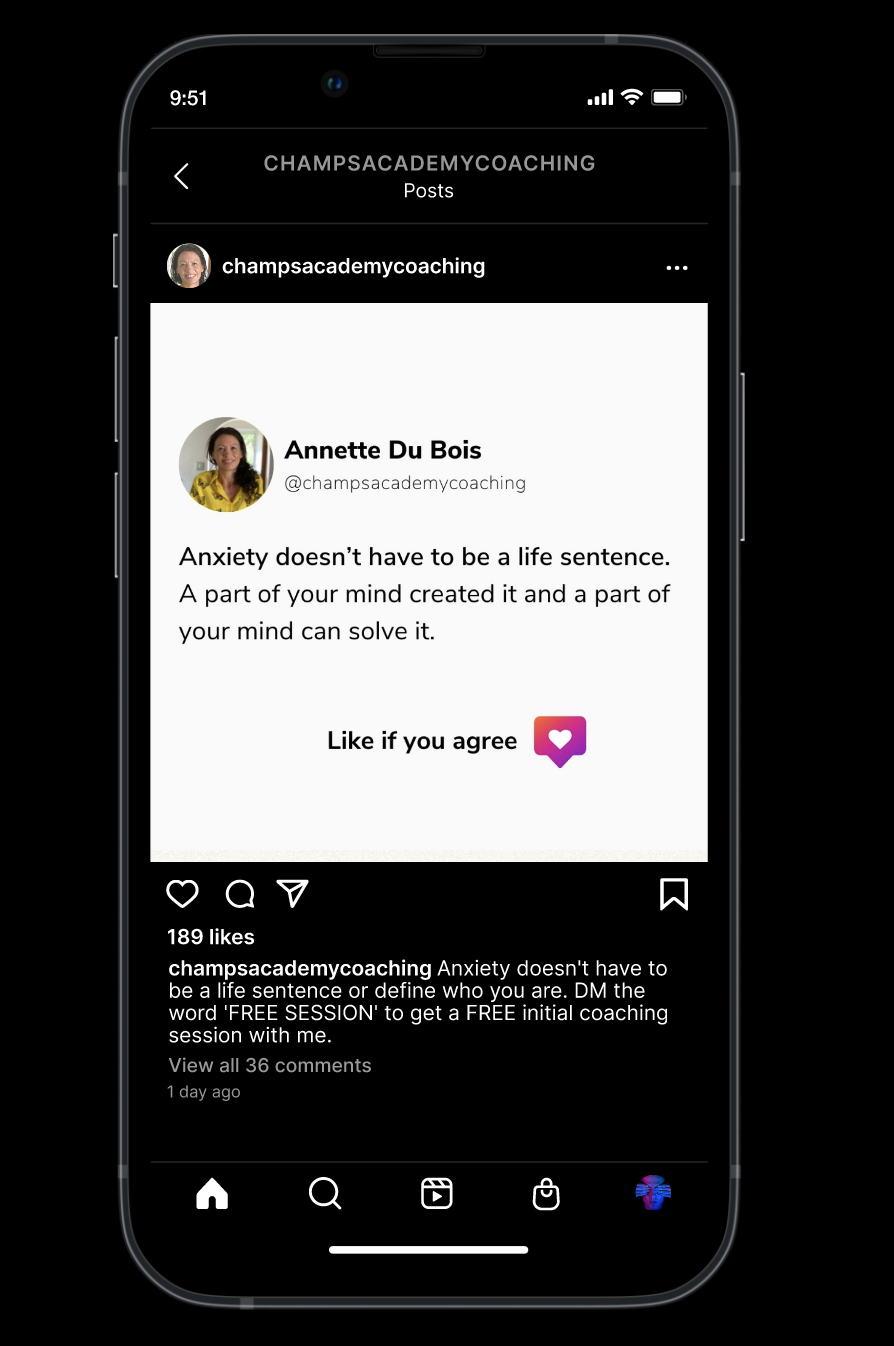 9:51
CHAMPSACADEMYCOACHING
Posts
champsacademycoaching
Annette Du Bois
@champsacademycoaching
Anxiety doesn’t have to be a life sentence.
A part of your mind created it and a part of
your mind can solve it.
Like if you agree
189 likes
champsacademycoaching Anxiety doesn't have to
be a life sentence or define who you are. DM the
word 'FREE SESSION' to get a FREE initial coaching
session with me.
View all 36 comments
1 day ago